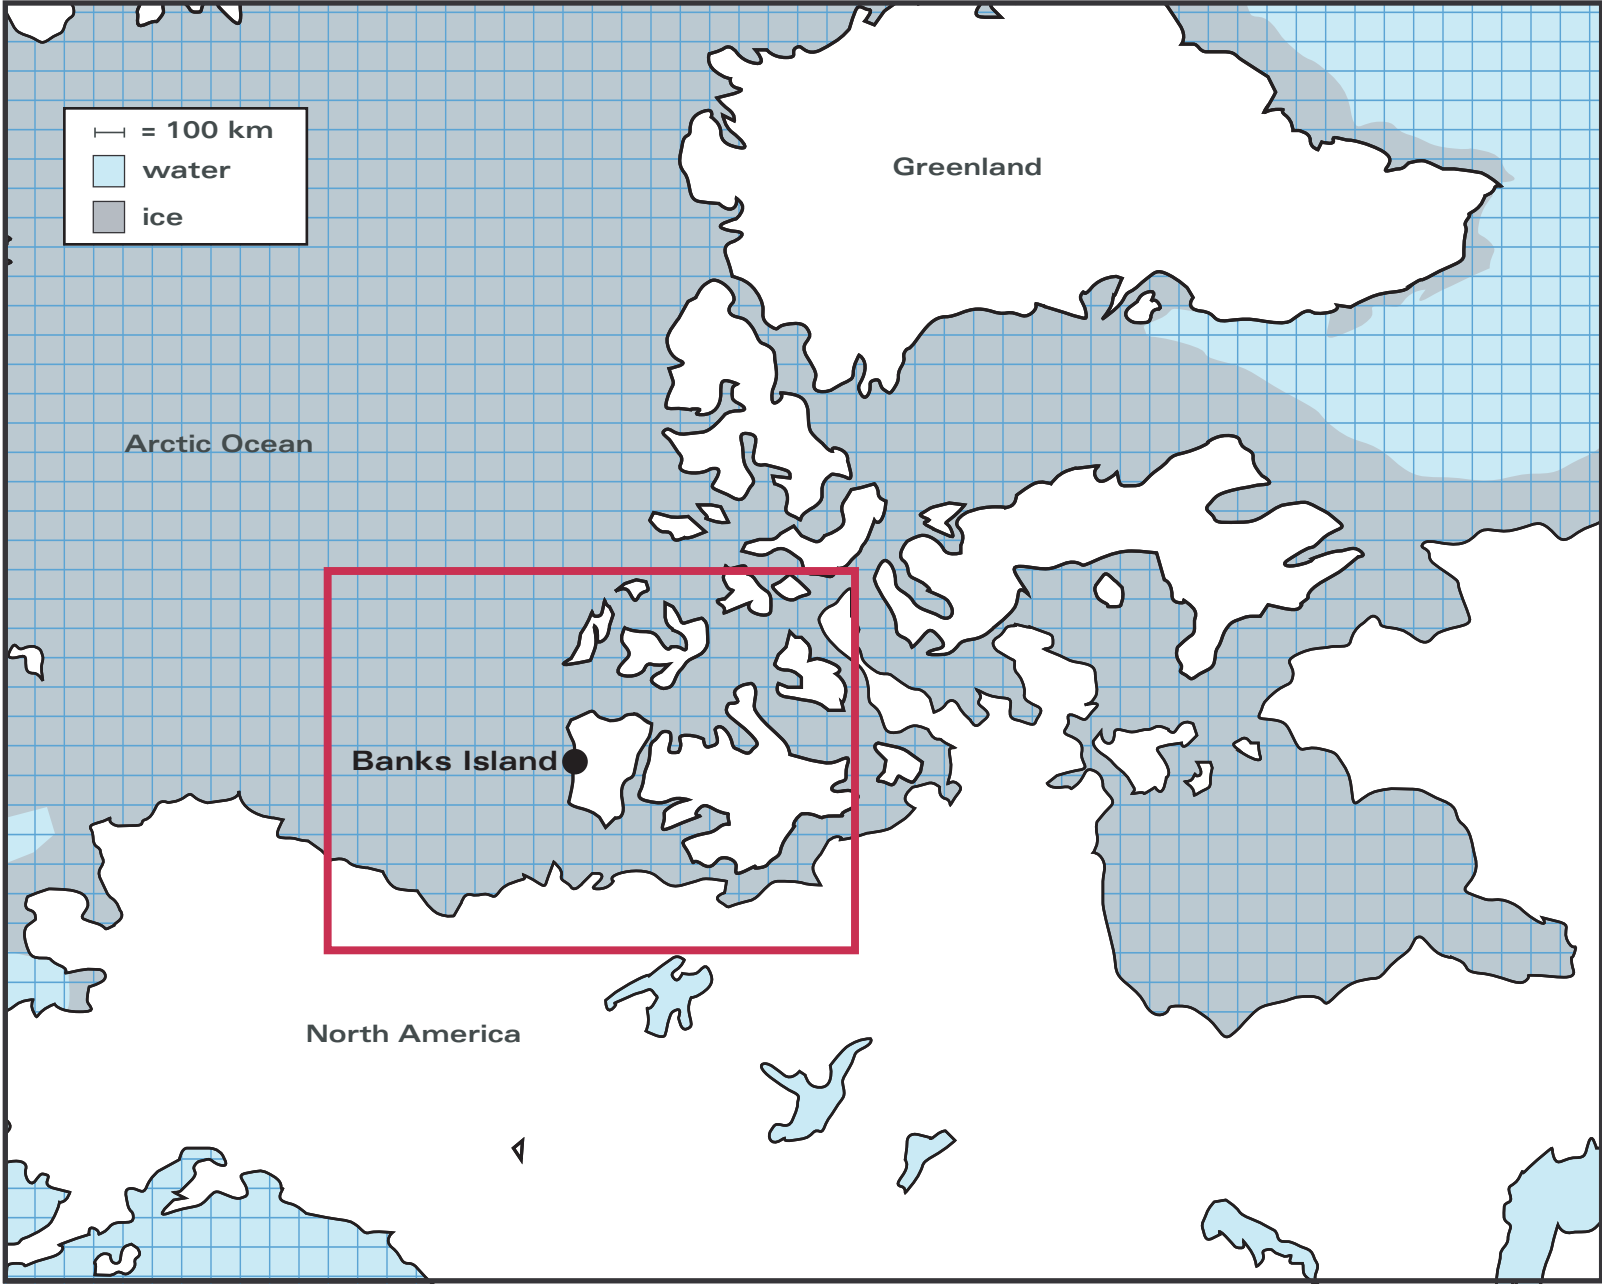 = 100 km
water
ice
Greenland
Arctic Ocean
Banks Island
North America